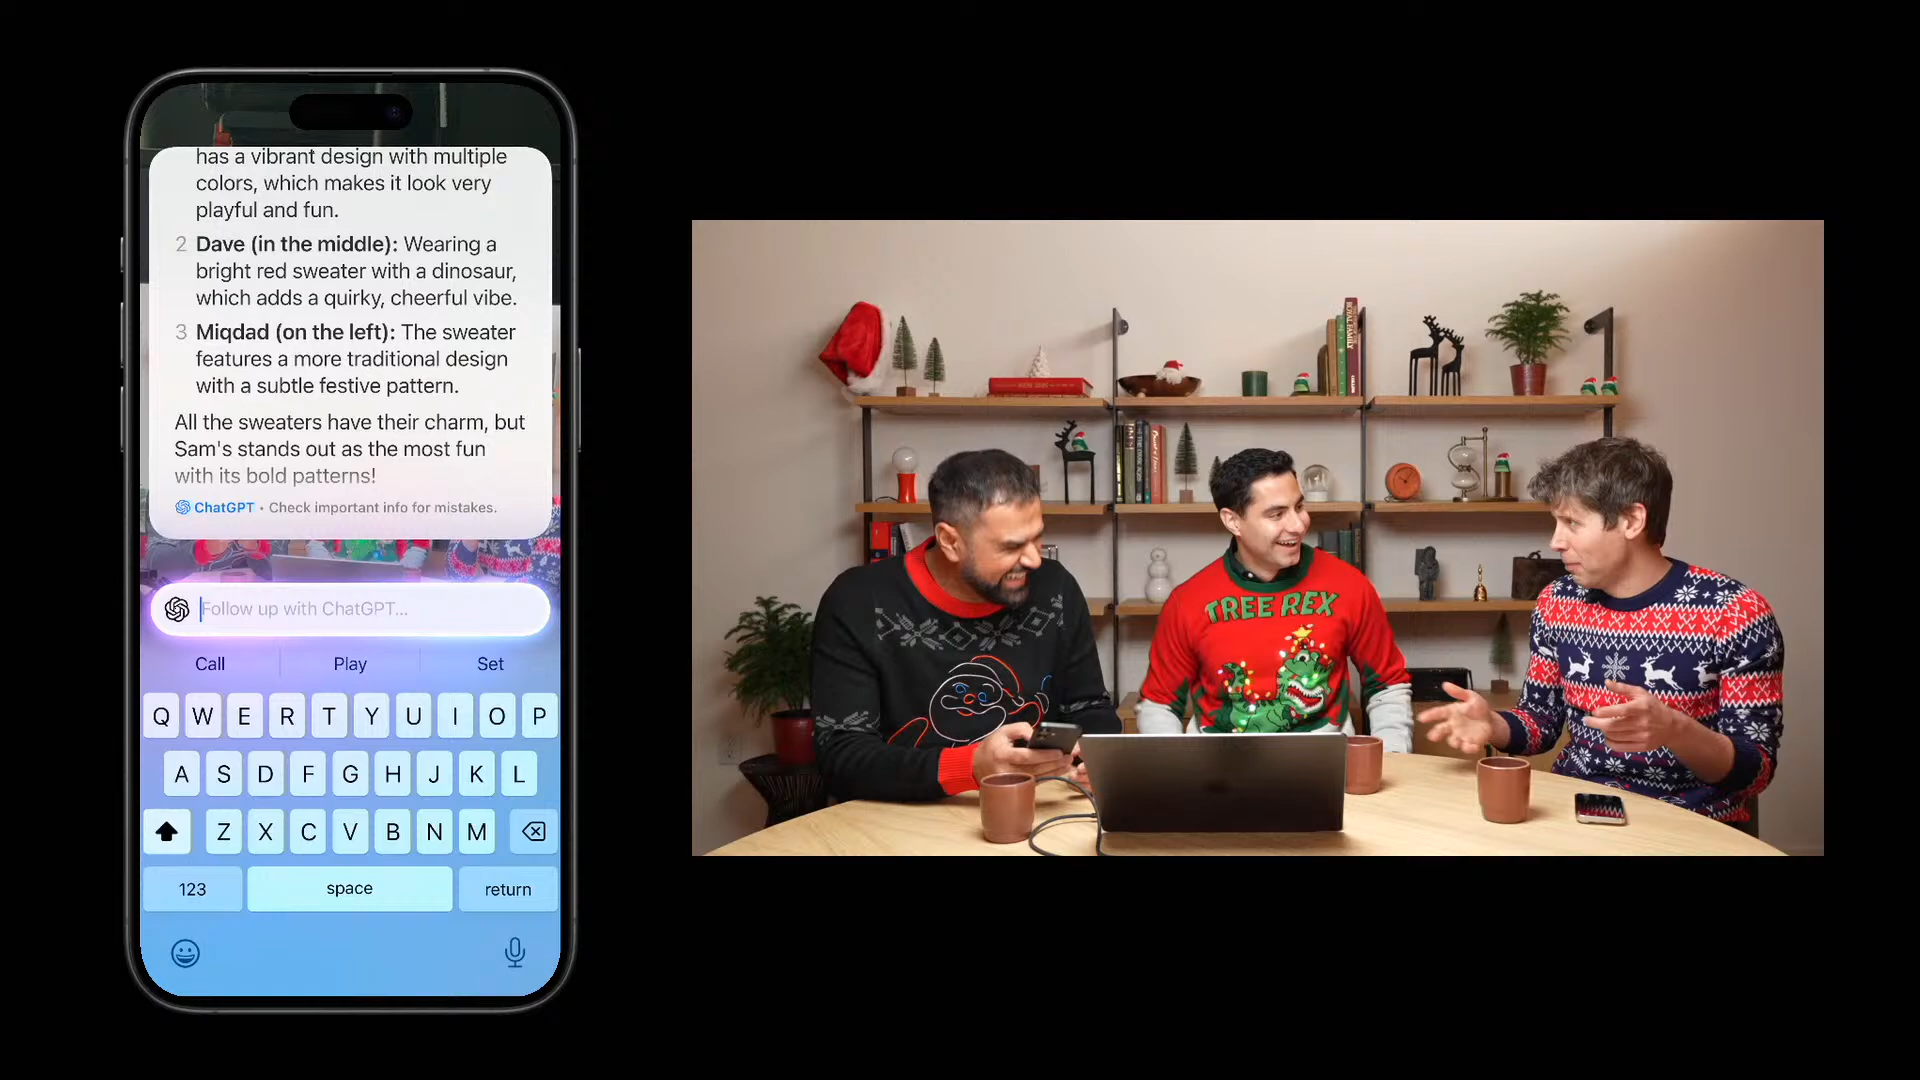 has a vibrant design with multiple
colors, which makes it look very
playful and fun.
2 Dave (in the middle): Wearing a
bright red sweater with a dinosaur,
which adds a quirky, cheerful vibe.
3 Miqdad (on the left): The sweater
features a more traditional design
with a subtle festive pattern.
All the sweaters have their charm, but
Sam's stands out as the most fun
with its bold patterns!
ChatGPT • Check important info for mistakes.
Follow up with ChatGPT...
Call Play Set
Q W E R T Y U I O P
A S D F G H J K L
Z X C V B N M
123 space return
TREE REX